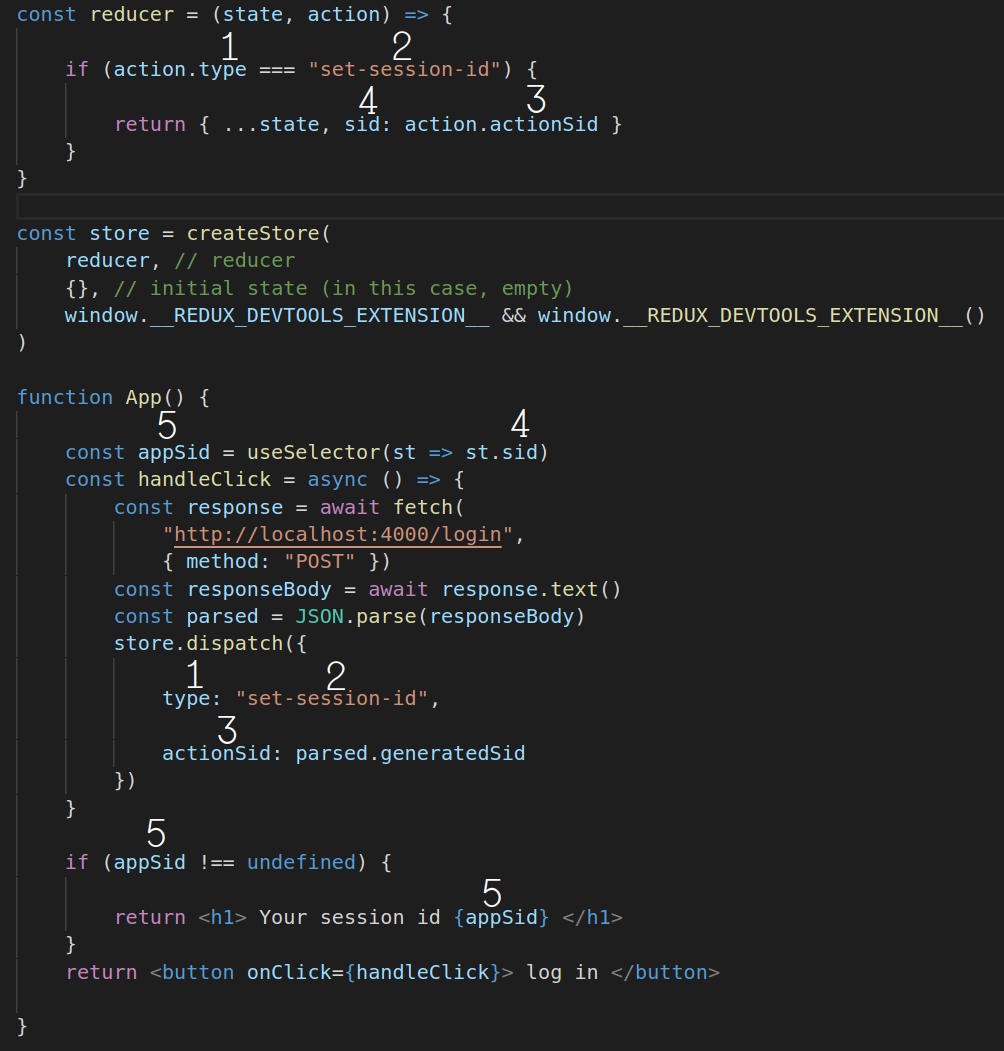 const reducer = (state, action) => {
1 2
if (action.type === "set-session-id") {
4 3
return { ...state, sid: action.actionSid }
}
}
const store = createStore(
reducer, // reducer
{}, // initial state (in this case, empty)
window.__REDUX_DEVTOOLS_EXTENSION__ && window.__REDUX_DEVTOOLS_EXTENSION__()
)
function App() {
5 4
const appSid = useSelector(st => st.sid)
const handleClick = async () => {
const response = await fetch(
"http://localhost:4000/login",
{ method: "POST" })
const responseBody = await response.text()
const parsed = JSON.parse(responseBody)
store.dispatch({
1 2
type: "set-session-id",
3
actionSid: parsed.generatedSid
})
}
5
if (appSid !== undefined) {
5
return <h1> Your session id {appSid} </h1>
}
return <button onClick={handleClick}> log in </button>
}